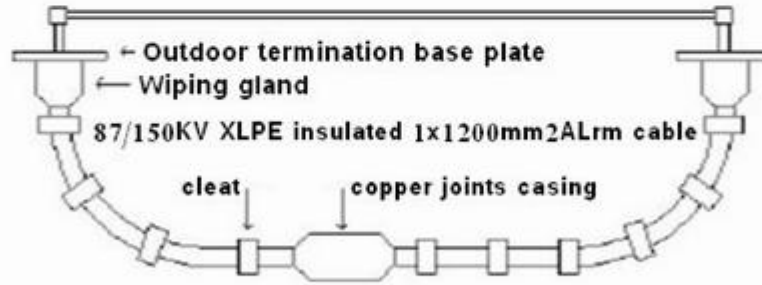 Outdoor termination base plate
Wiping gland
87/150KV XLPE insulated 1x1200mm2ALrm cable
cleat
copper joints casing